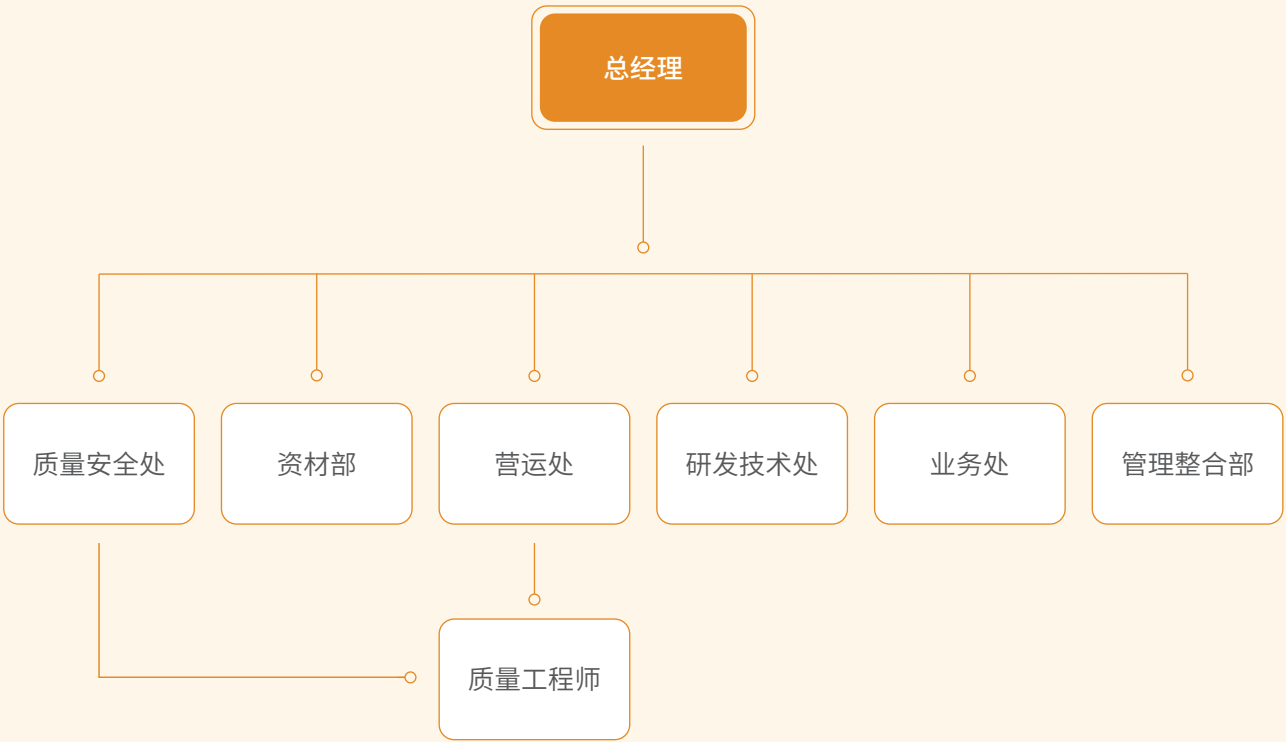 总经理
质量安全处
资材部
营运处
研发技术处
业务处
管理整合部
质量工程师